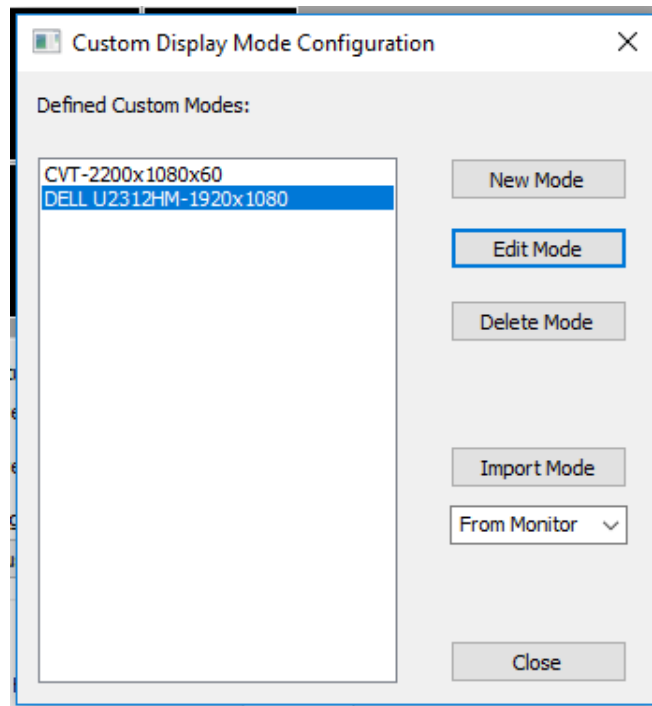 Custom Display Mode Configuration
Defined Custom Modes:
CVT-2200x1080x60
DELL U2312HM-1920x1080
New Mode
Edit Mode
Delete Mode
Import Mode
From Monitor
Close